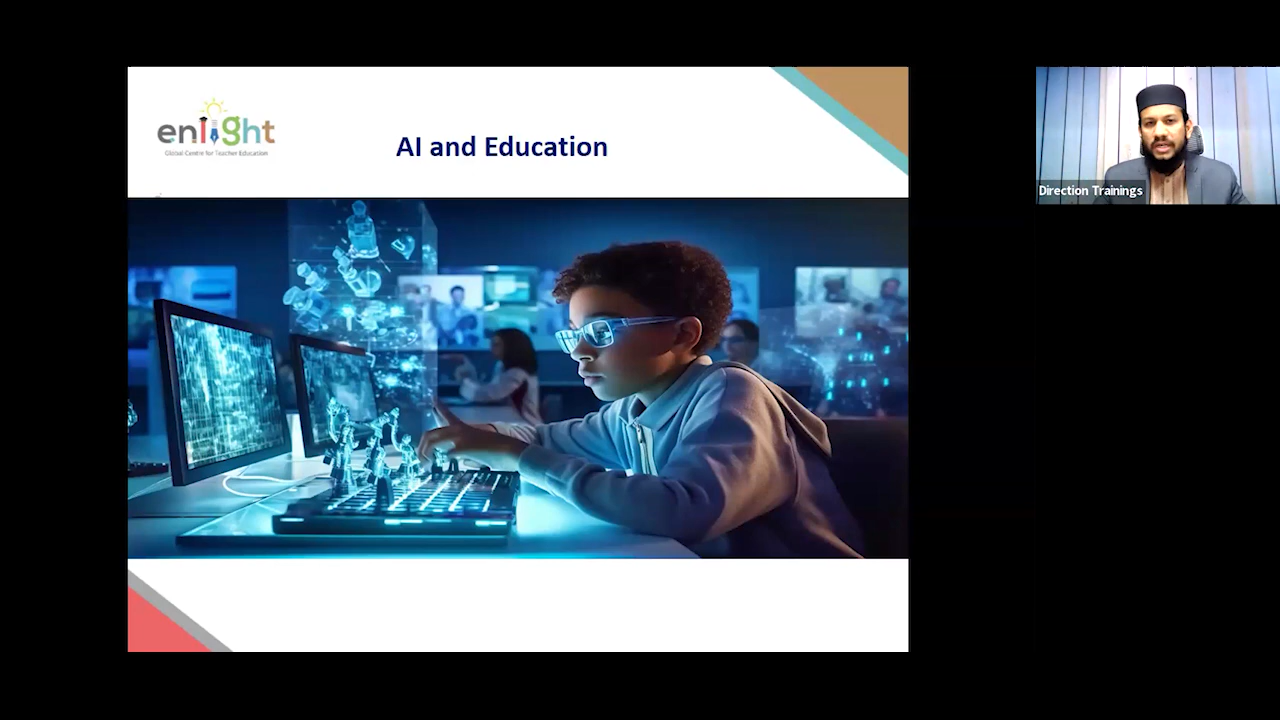 enlight
Global Centre for Teacher Education
AI and Education
Direction Trainings